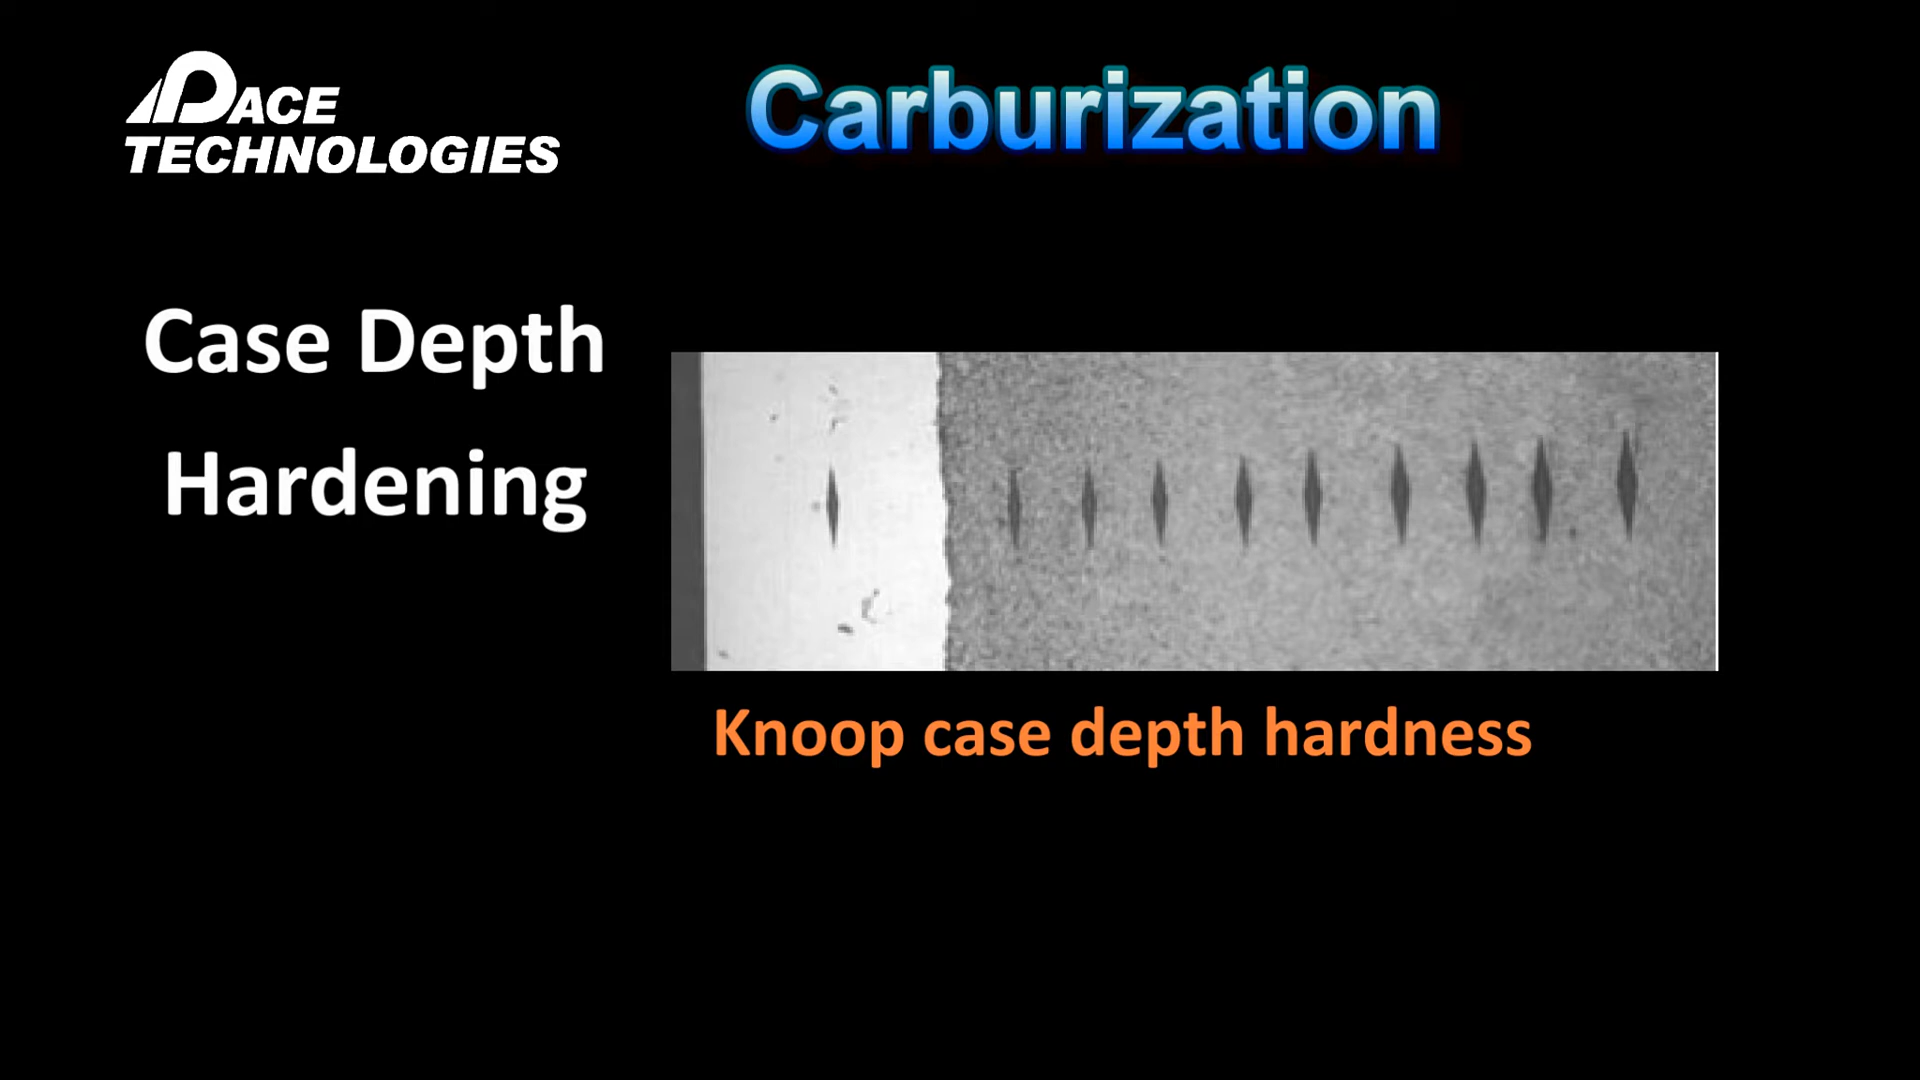 PACE
TECHNOLOGIES
Carburization
Case Depth
Hardening
Knoop case depth hardness